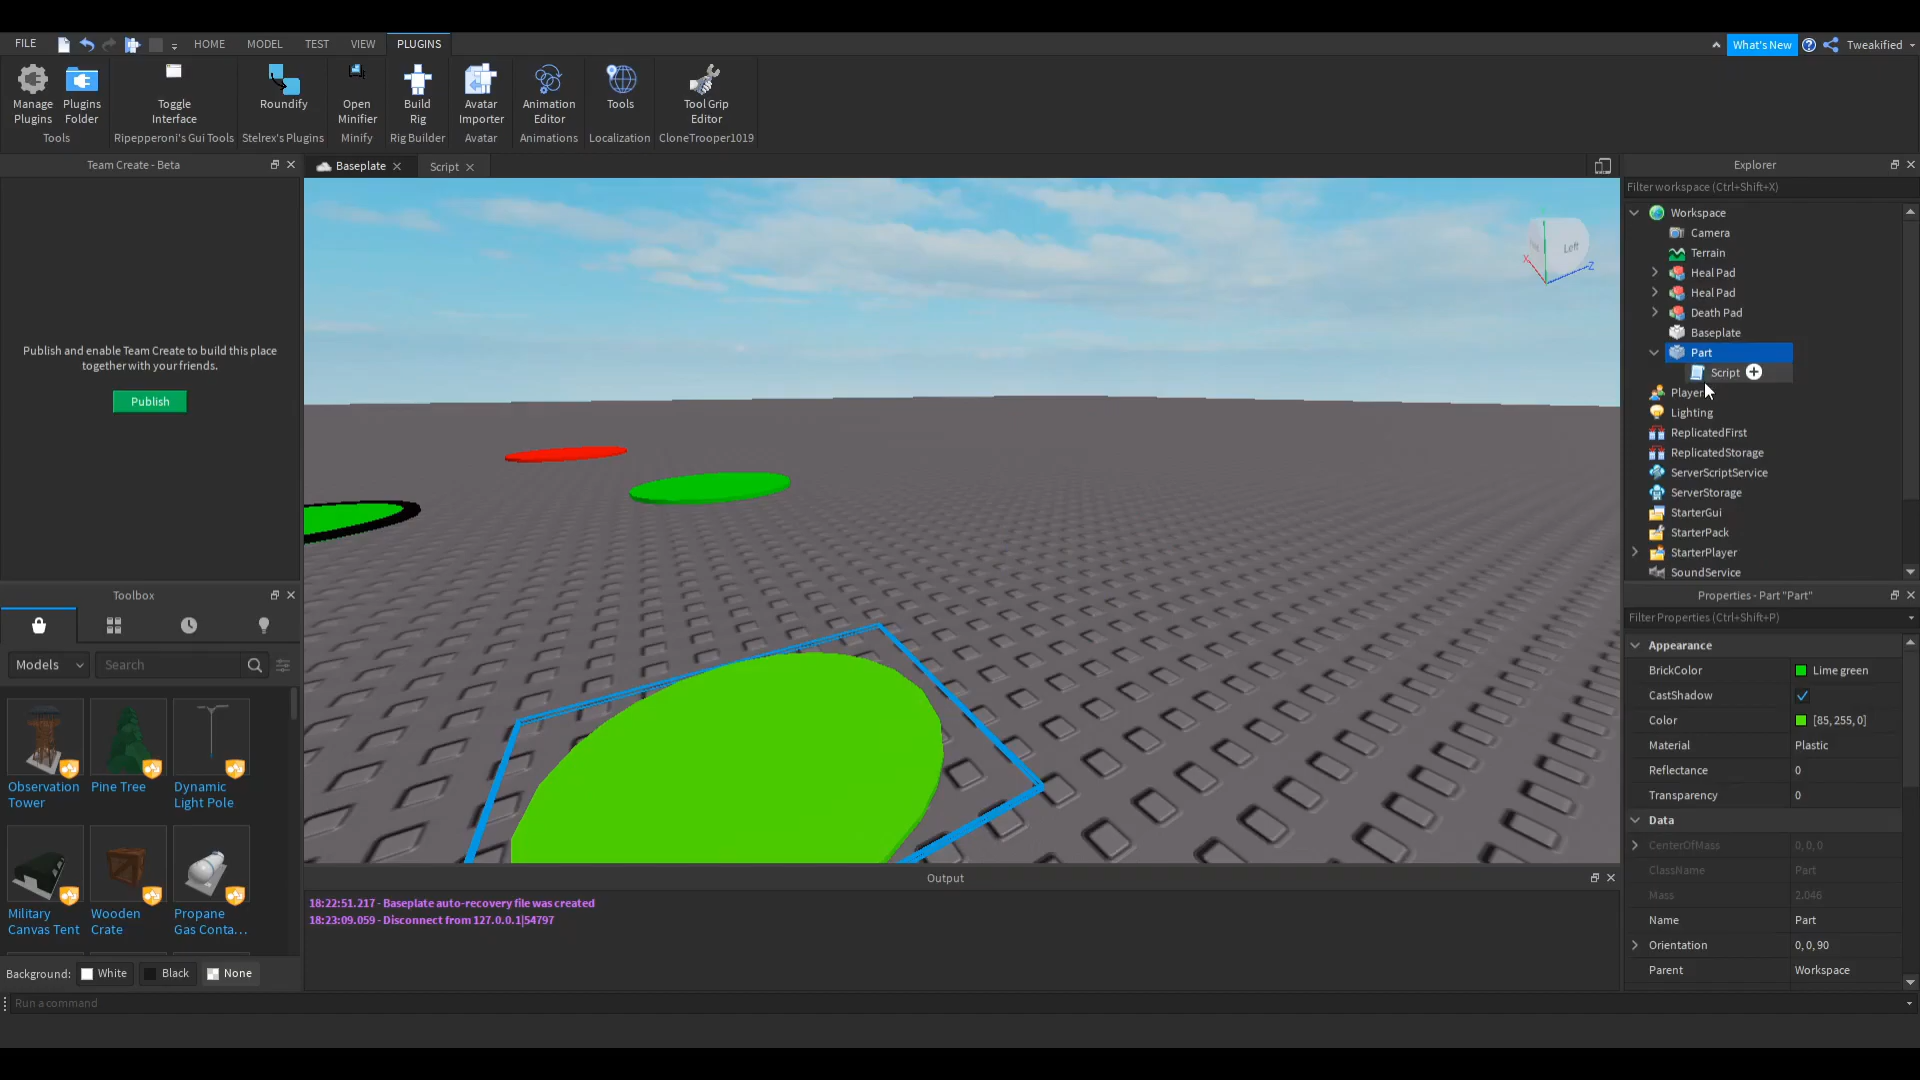 FILE HOME MODEL TEST VIEW PLUGINS What's New Tweakified
Manage Plugins
Plugins Folder
Tools
Toggle Interface
Ripepperoni's Gui Tools
Roundify
Stelrex's Plugins
Open Minifier
Minify
Build Rig
Rig Builder
Avatar Importer
Avatar
Animation Editor
Animations
Tools
Localization
Tool Grip Editor
CloneTrooper1019
Team Create - Beta
Publish and enable Team Create to build this place
together with your friends.
Publish
Toolbox
Models Search
Observation Tower
Pine Tree
Dynamic Light Pole
Military Canvas Tent
Wooden Crate
Propane Gas Conta...
Background: White Black None
Run a command
Baseplate Script
Left
X
Z
Output
18:22:51.217 - Baseplate auto-recovery file was created
18:23:09.059 - Disconnect from 127.0.0.1|54797
Explorer
Filter workspace (Ctrl+Shift+X)
Workspace
Camera
Terrain
Heal Pad
Heal Pad
Death Pad
Baseplate
Part
Script
Player
Lighting
ReplicatedFirst
ReplicatedStorage
ServerScriptService
ServerStorage
StarterGui
StarterPack
StarterPlayer
SoundService
Properties - Part "Part"
Filter Properties (Ctrl+Shift+P)
Appearance
BrickColor Lime green
CastShadow
Color [85, 255, 0]
Material Plastic
Reflectance 0
Transparency 0
Data
CenterOfMass 0, 0, 0
ClassName Part
Mass 2.046
Name Part
Orientation 0, 0, 90
Parent Workspace